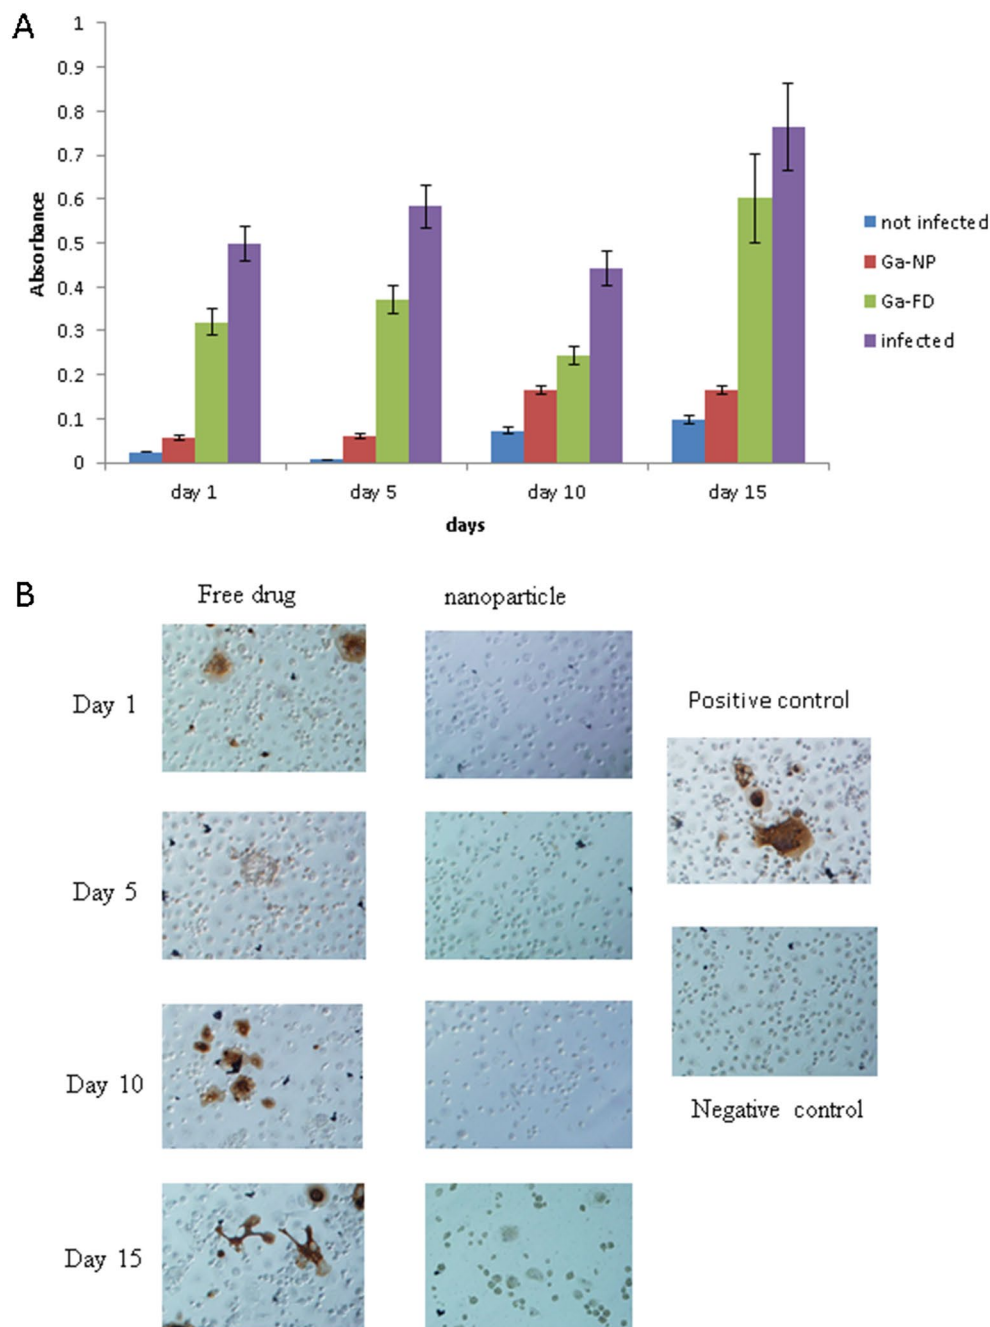 A
1
0.9
0.8
0.7
0.6
0.5
0.4
0.3
0.2
0.1
0
Absorbance
day 1 day 5 day 10 day 15
days
not infected
Ga-NP
Ga-FD
infected
B
Free drug nanoparticle
Day 1
Positive control
Day 5
Day 10
Negative control
Day 15